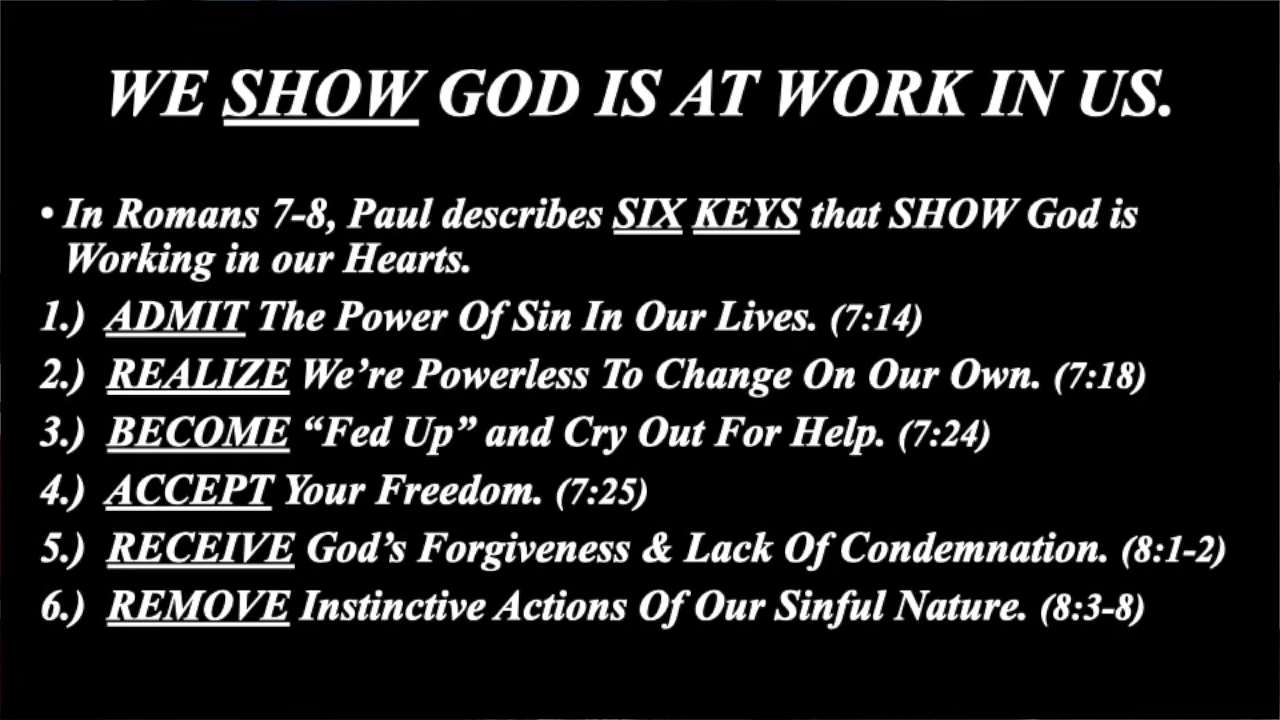 WE SHOW GOD IS AT WORK IN US.
• In Romans 7-8, Paul describes SIX KEYS that SHOW God is
Working in our Hearts.
1.) ADMIT The Power Of Sin In Our Lives. (7:14)
2.) REALIZE We’re Powerless To Change On Our Own. (7:18)
3.) BECOME “Fed Up” and Cry Out For Help. (7:24)
4.) ACCEPT Your Freedom. (7:25)
5.) RECEIVE God’s Forgiveness & Lack Of Condemnation. (8:1-2)
6.) REMOVE Instinctive Actions Of Our Sinful Nature. (8:3-8)